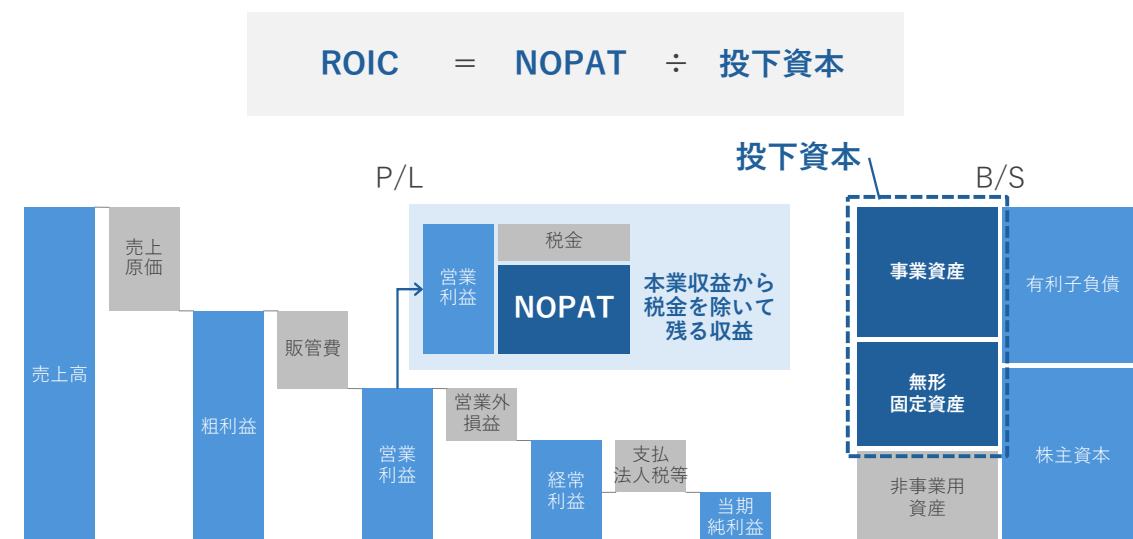 ROIC = NOPAT ÷ 投下資本
投下資本
P/L
B/S
売上高
売上
原価
粗利益
販管費
営業
利益
営業
利益
税金
NOPAT
本業収益から
税金を除いて
残る収益
営業外
損益
経常
利益
支払
法人税等
当期
純利益
事業資産
無形
固定資産
非事業用
資産
有利子負債
株主資本